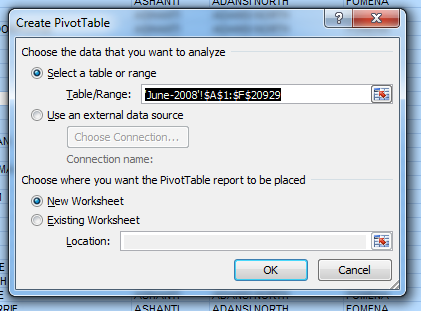 ASHANTI ADANSI NORTH FOMENA
Create PivotTable
Choose the data that you want to analyze
Select a table or range
Table/Range: 'June-2008'!$A$1:$F$20929
Use an external data source
Choose Connection...
Connection name:
Choose where you want the PivotTable report to be placed
New Worksheet
Existing Worksheet
Location:
OK Cancel
ASHANTI ADANSI NORTH FOMENA